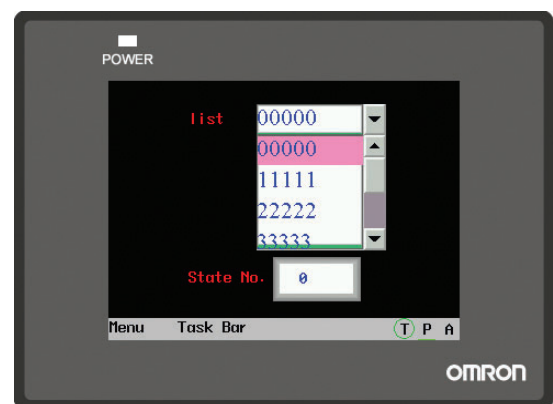 POWER
list 00000
00000
11111
22222
33333
State No. 0
Menu Task Bar T P A
OMRON